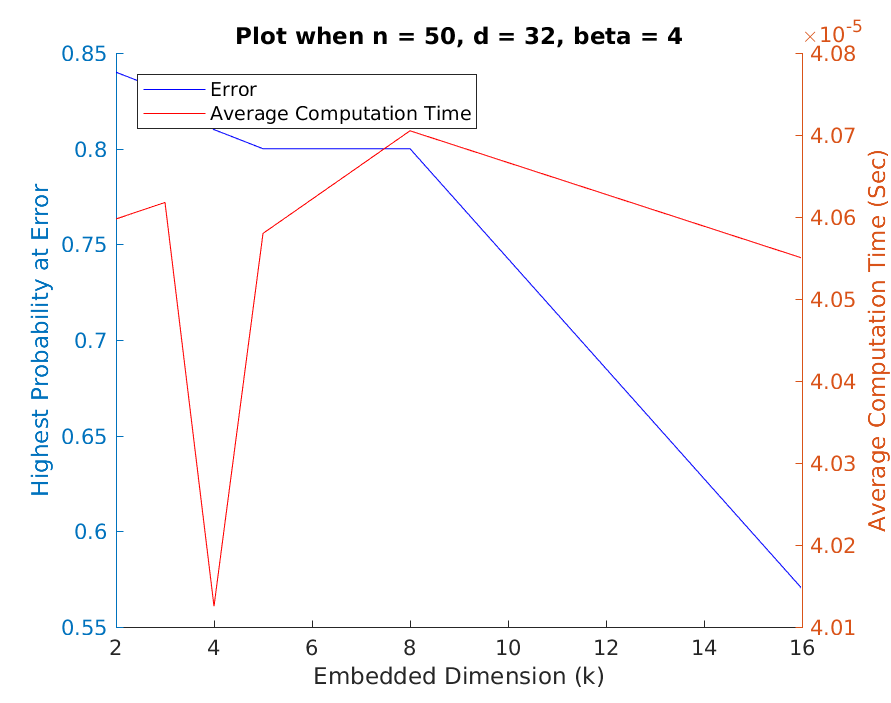 Plot when n = 50, d = 32, beta = 4
×10-5
Error
Average Computation Time
0.85
0.8
0.75
0.7
0.65
0.6
0.55
Highest Probability at Error
4.08
4.07
4.06
4.05
4.04
4.03
4.02
4.01
Average Computation Time (Sec)
2 4 6 8 10 12 14 16
Embedded Dimension (k)